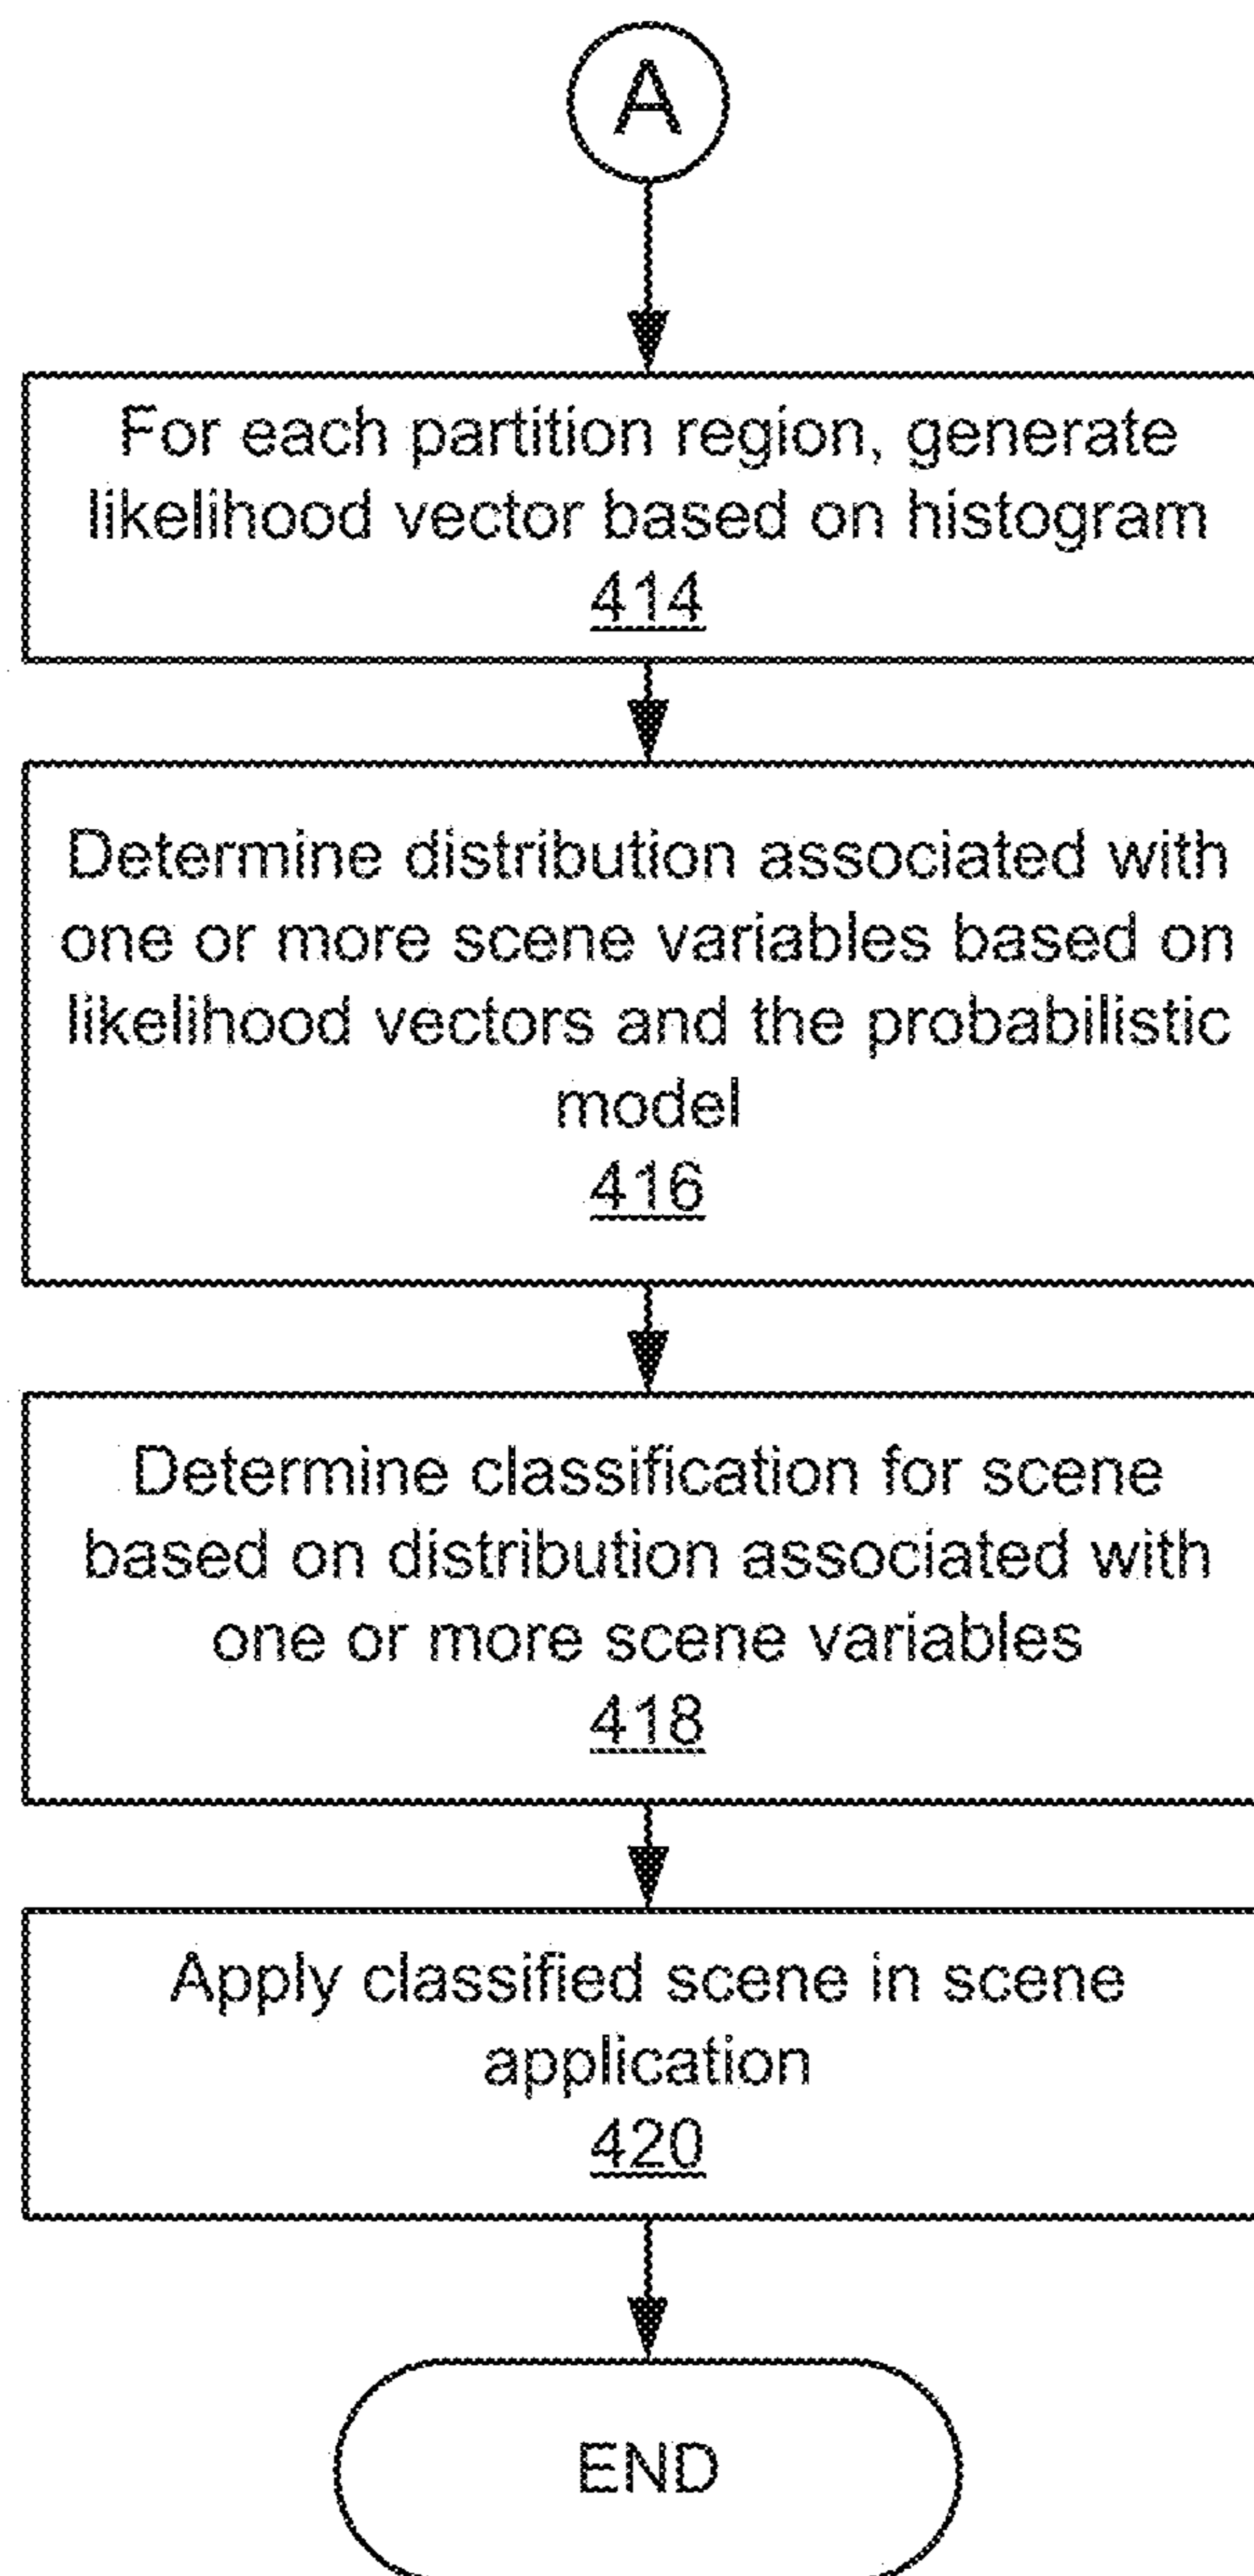 A
For each partition region, generate
likelihood vector based on histogram
414
Determine distribution associated with
one or more scene variables based on
likelihood vectors and the probabilistic
model
416
Determine classification for scene
based on distribution associated with
one or more scene variables
418
Apply classified scene in scene
application
420
END